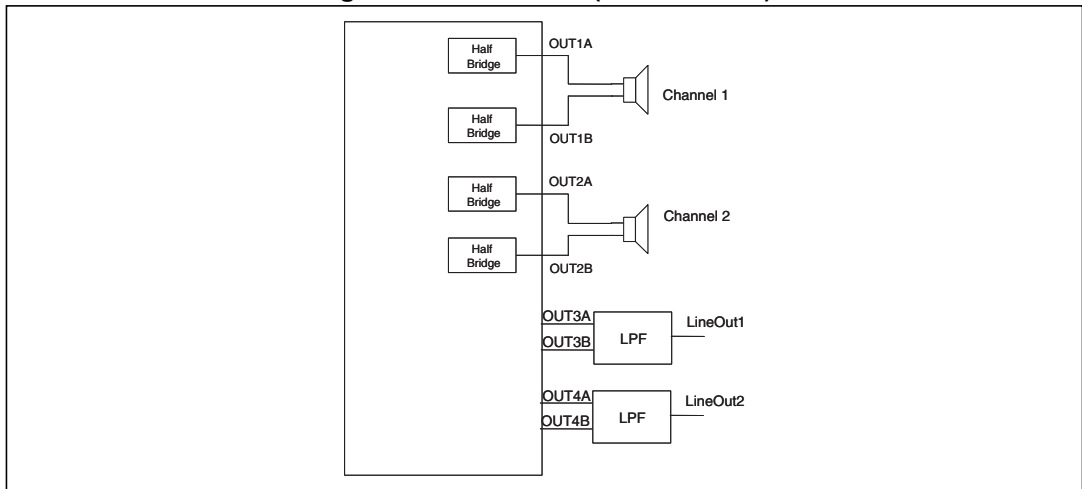 Half
Bridge
OUT1A
Channel 1
Half
Bridge
OUT1B
Half
Bridge
OUT2A
Channel 2
Half
Bridge
OUT2B
OUT3A
OUT3B
LPF
LineOut1
OUT4A
OUT4B
LPF
LineOut2